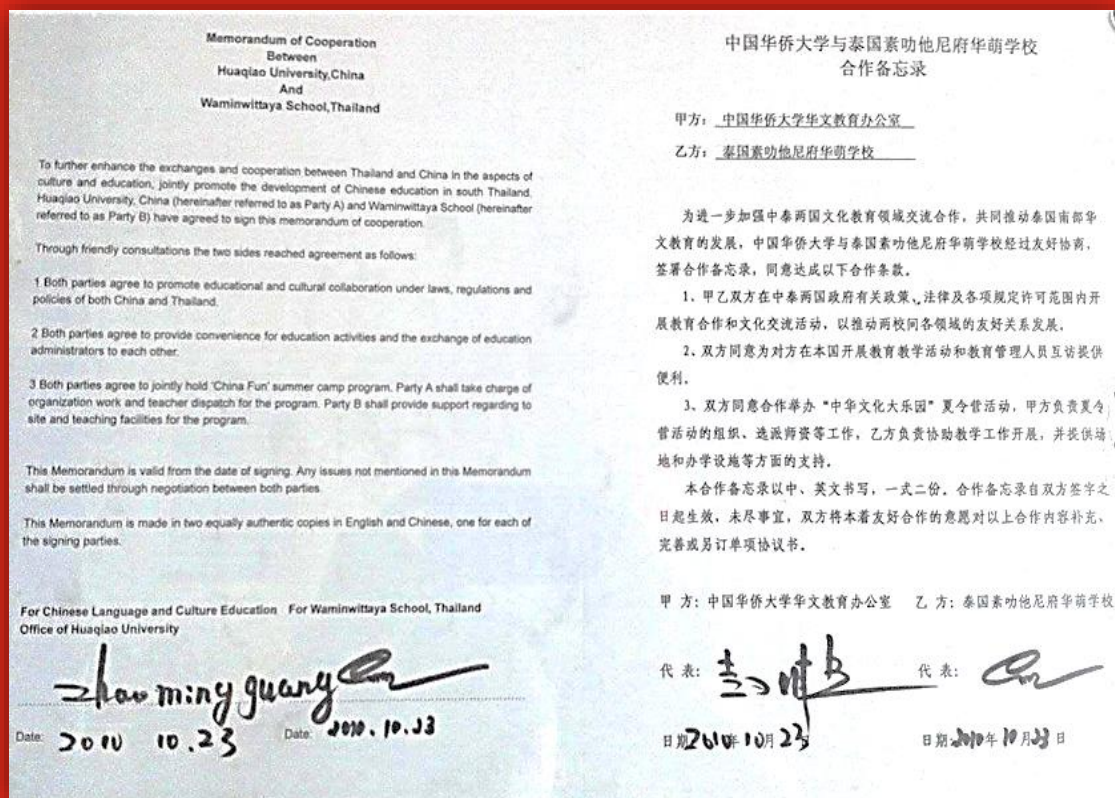 Memorandum of Cooperation
Between
Huaqiao University,China
And
Waminwittaya School,Thailand
To further enhance the exchanges and cooperation between Thailand and China in the aspects of
culture and education, jointly promote the development of Chinese education in south Thailand,
Huaqiao University, China (hereinafter referred to as Party A) and Waminwittaya School (hereinafter
referred to as Party B) have agreed to sign this memorandum of cooperation.
Through friendly consultations the two sides reached agreement as follows:
1 Both parties agree to promote educational and cultural collaboration under laws, regulations and
policies of both China and Thailand.
2 Both parties agree to provide convenience for education activities and the exchange of education
administrators to each other.
3 Both parties agree to jointly hold 'China Fun' summer camp program. Party A shall take charge of
organization work and teacher dispatch for the program. Party B shall provide support regarding to
site and teaching facilities for the program.
This Memorandum is valid from the date of signing. Any issues not mentioned in this Memorandum
shall be settled through negotiation between both parties.
This Memorandum is made in two equally authentic copies in English and Chinese, one for each of
the signing parties.
For Chinese Language and Culture Education For Waminwittaya School, Thailand
Office of Huaqiao University
zhao ming guang
Date: 2010 10.23 Date: 2010.10.23
中国华侨大学与泰国素叻他尼府华萌学校
合作备忘录
甲方: 中国华侨大学华文教育办公室
乙方: 泰国素叻他尼府华萌学校
为进一步加强中泰两国文化教育领域交流合作,共同推动泰国南部华
文教育的发展,中国华侨大学与泰国素叻他尼府华萌学校经过友好协商,
签署合作备忘录,同意达成以下合作条款。
1、甲乙双方在中泰两国政府有关政策、法律及各项规定许可范围内开
展教育合作和文化交流活动,以推动两校间各领域的友好关系发展。
2、双方同意为对方在本国开展教育教学活动和教育管理人员互访提供
便利。
3、双方同意合作举办“中华文化大乐园”夏令营活动,甲方负责夏令
营活动的组织、选派师资等工作,乙方负责协助教学工作开展,并提供场
地和办学设施等方面的支持。
本合作备忘录以中、英文书写,一式二份。合作备忘录自双方签字之
日起生效,未尽事宜,双方将本着友好合作的意愿对以上合作内容补充、
完善或另订单项协议书。
甲 方: 中国华侨大学华文教育办公室 乙 方: 泰国素叻他尼府华萌学校
代 表: 代 表:
日期2010年10月23 日期:2010年10月23日